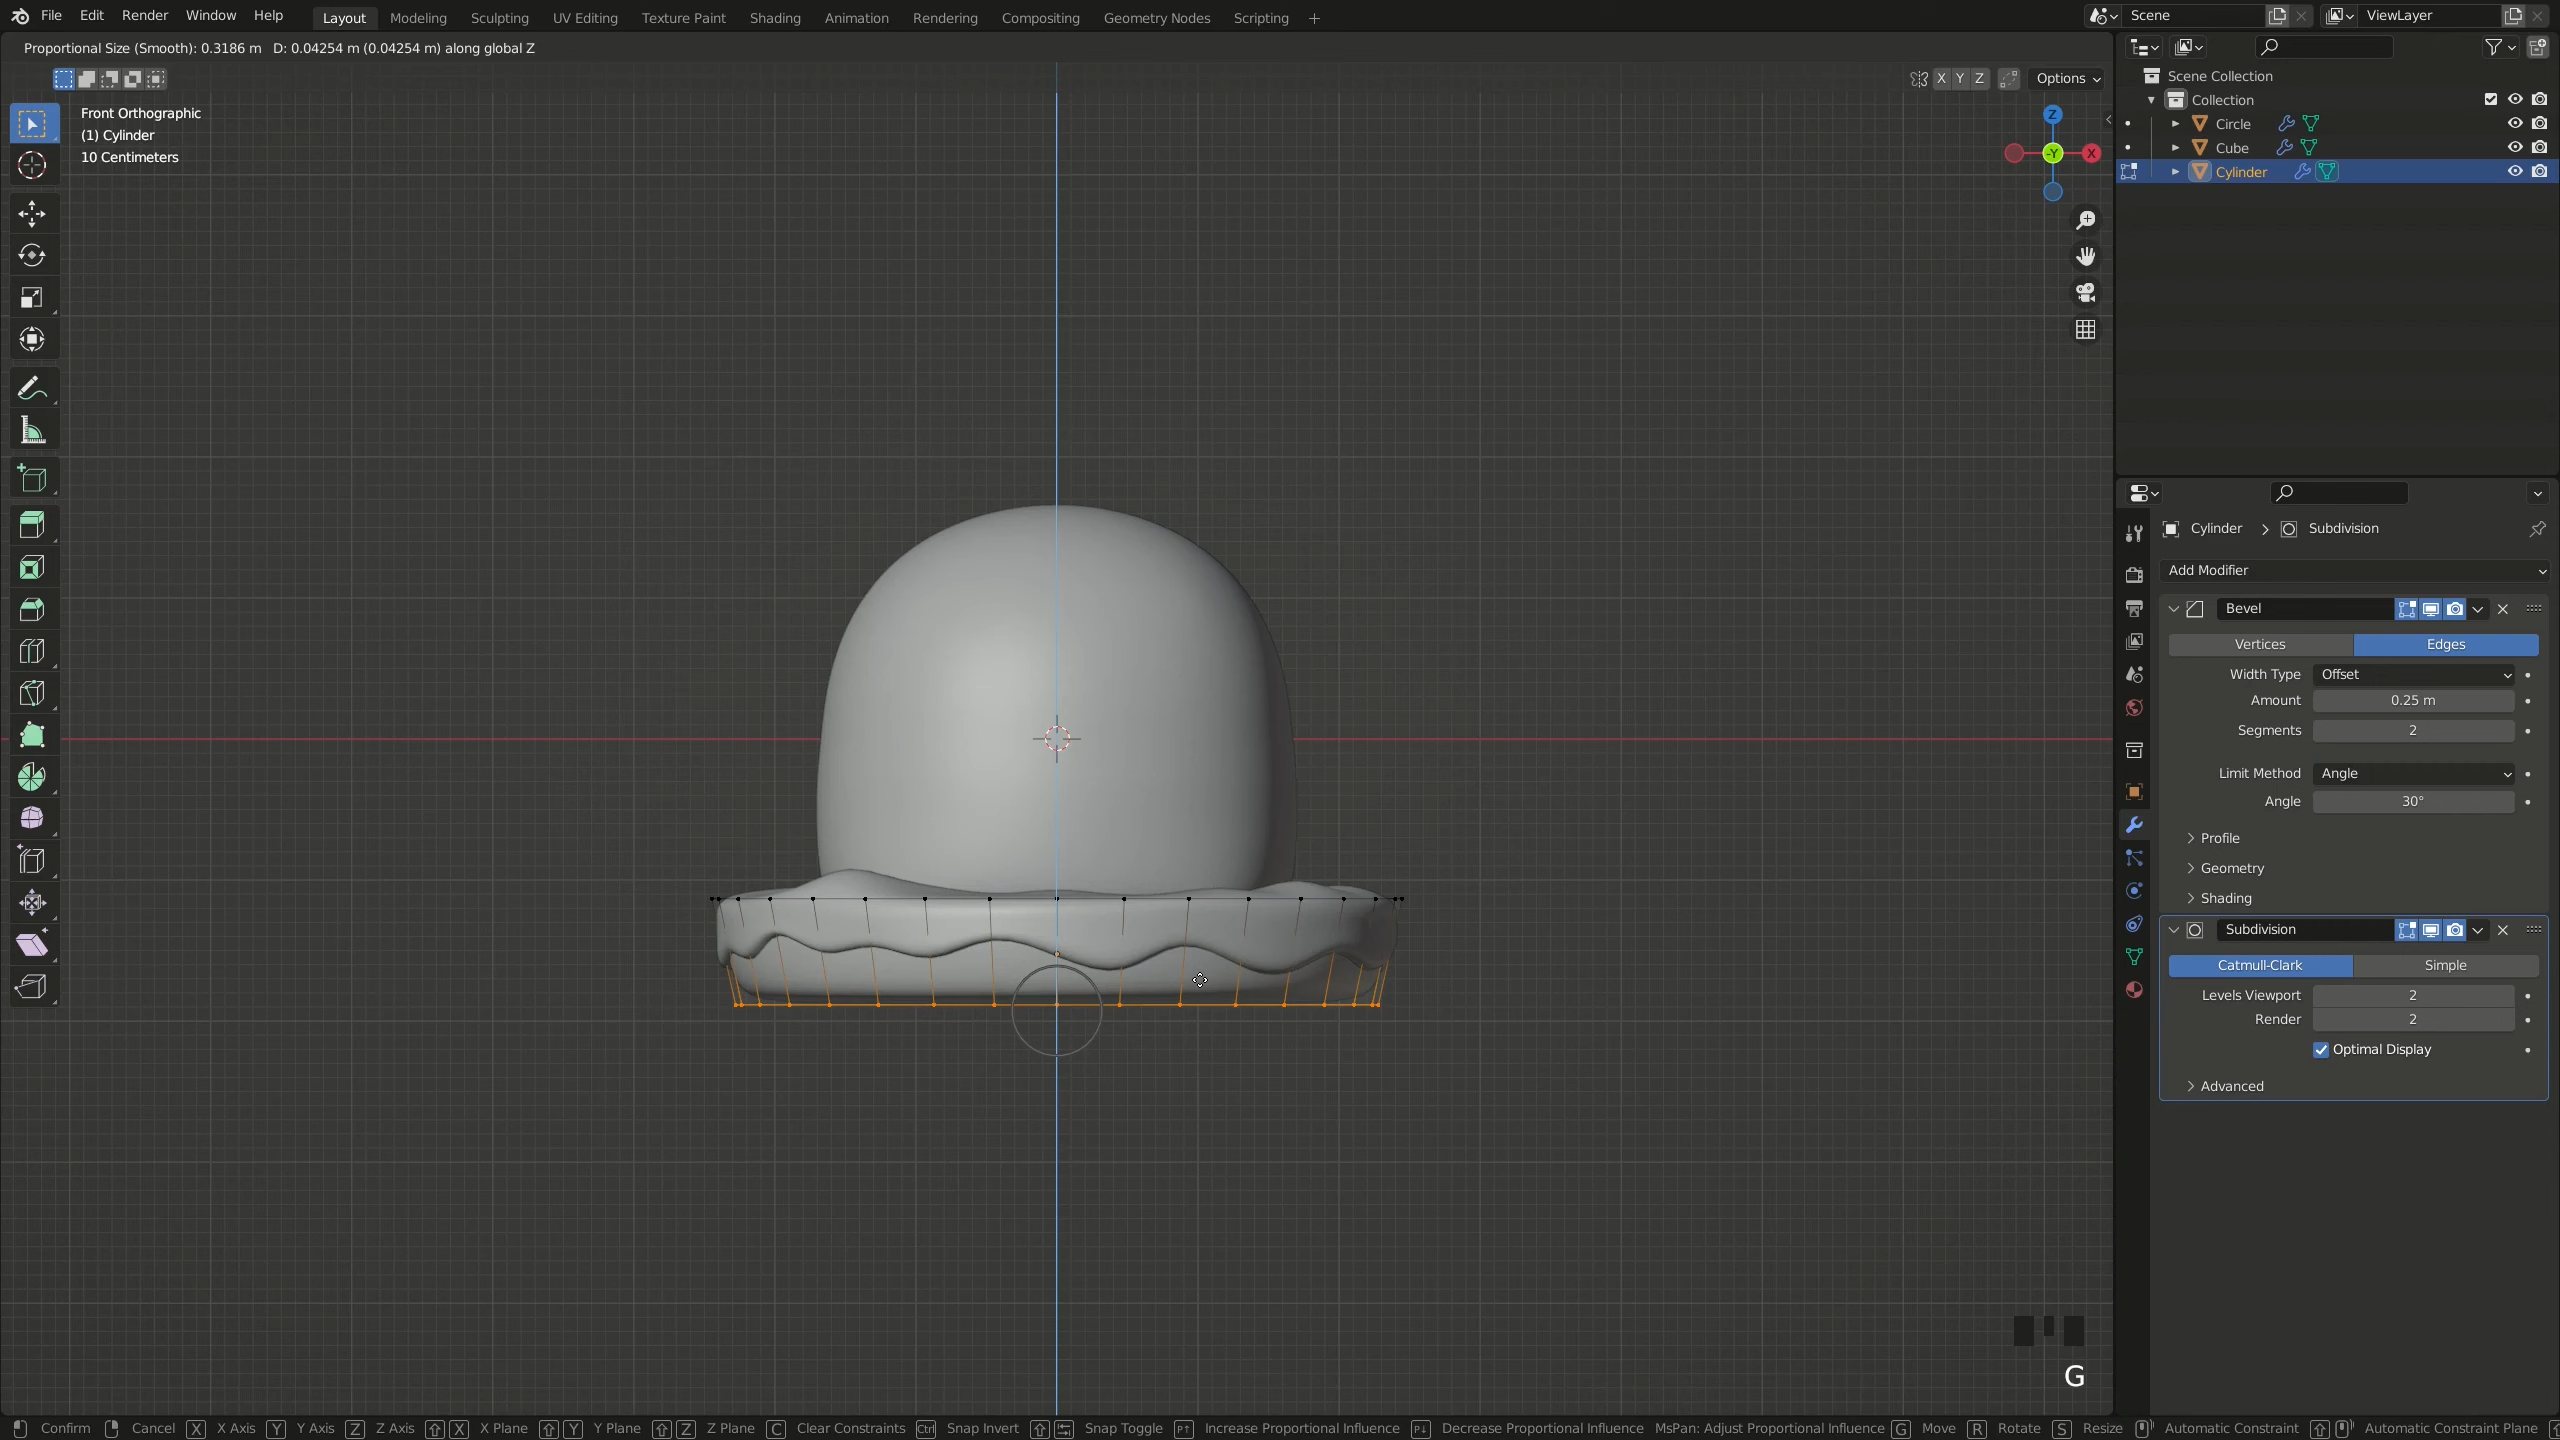 File Edit Render Window Help Layout Modeling Sculpting UV Editing Texture Paint Shading Animation Rendering Compositing Geometry Nodes Scripting + Scene ViewLayer
Proportional Size (Smooth): 0.3186 m D: 0.04254 m (0.04254 m) along global Z
X Y Z Options
Front Orthographic
(1) Cylinder
10 Centimeters
Z
-Y
X
Scene Collection
Collection
Circle
Cube
Cylinder
Cylinder > Subdivision
Add Modifier
Bevel
Vertices Edges
Width Type Offset
Amount 0.25 m
Segments 2
Limit Method Angle
Angle 30°
Profile
Geometry
Shading
Subdivision
Catmull-Clark Simple
Levels Viewport 2
Render 2
Optimal Display
Advanced
G
Confirm Cancel X X Axis Y Y Axis Z Z Axis X X Plane Y Y Plane Z Z Plane C Clear Constraints Ctrl Snap Invert Snap Toggle Increase Proportional Influence Decrease Proportional Influence MsPan: Adjust Proportional Influence G Move R Rotate S Resize Automatic Constraint Automatic Constraint Plane